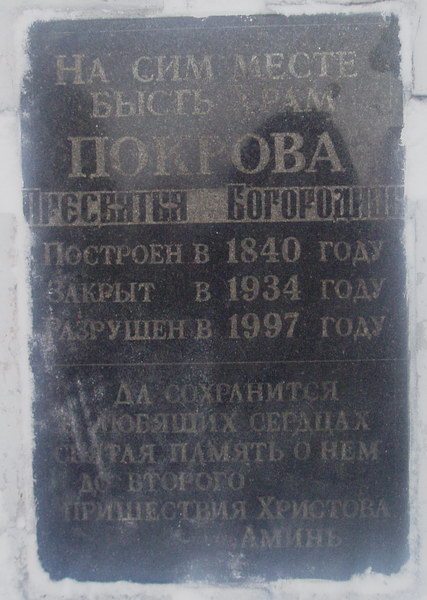 На сим месте
бысть храм
Покрова
Пресвятыя Богородицы
Построен в 1840 году
Закрыт в 1934 году
Разрушен в 1997 году
Да сохранится
в любящих сердцах
святая память о нем
до второго
пришествия Христова
Аминь